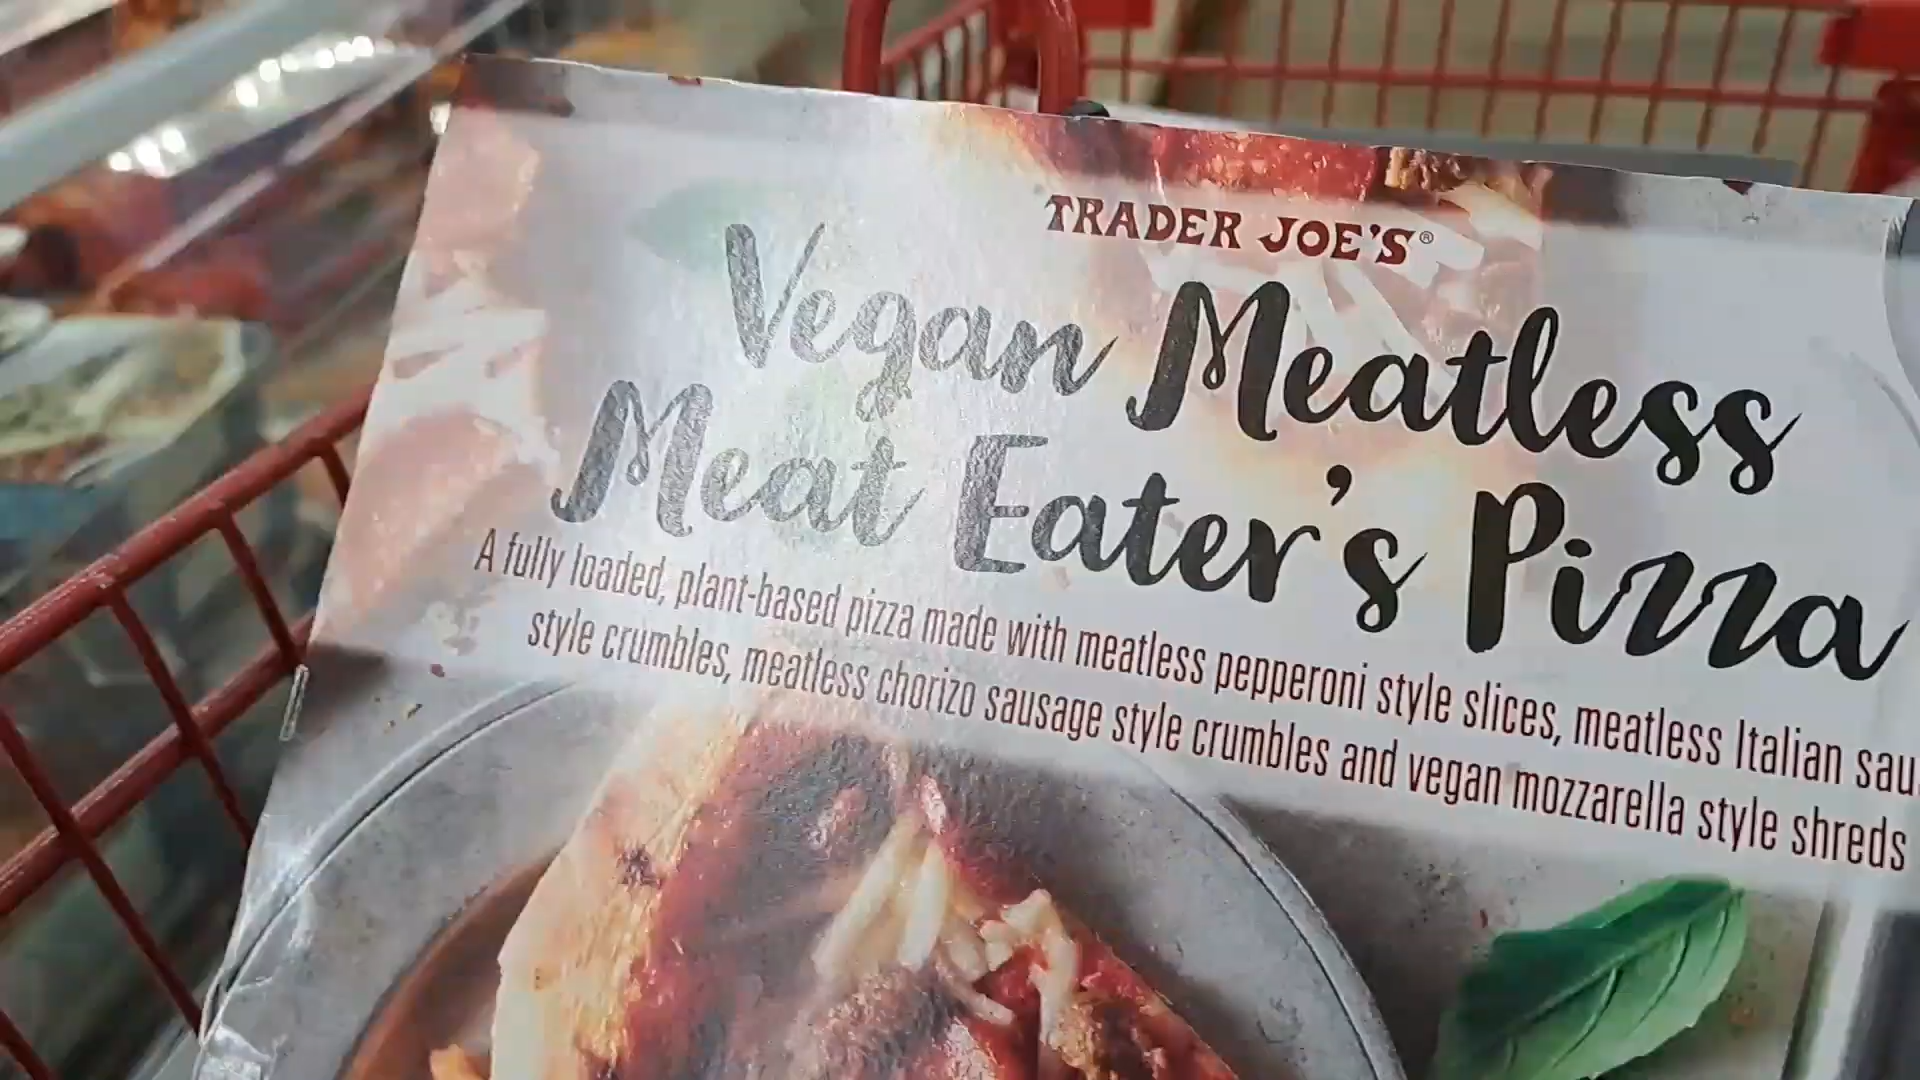 TRADER JOE'S®
Vegan Meatless
Meat Eater's Pizza
A fully loaded, plant-based pizza made with meatless pepperoni style slices, meatless Italian
style crumbles, meatless chorizo sausage style crumbles and vegan mozzarella style shreds